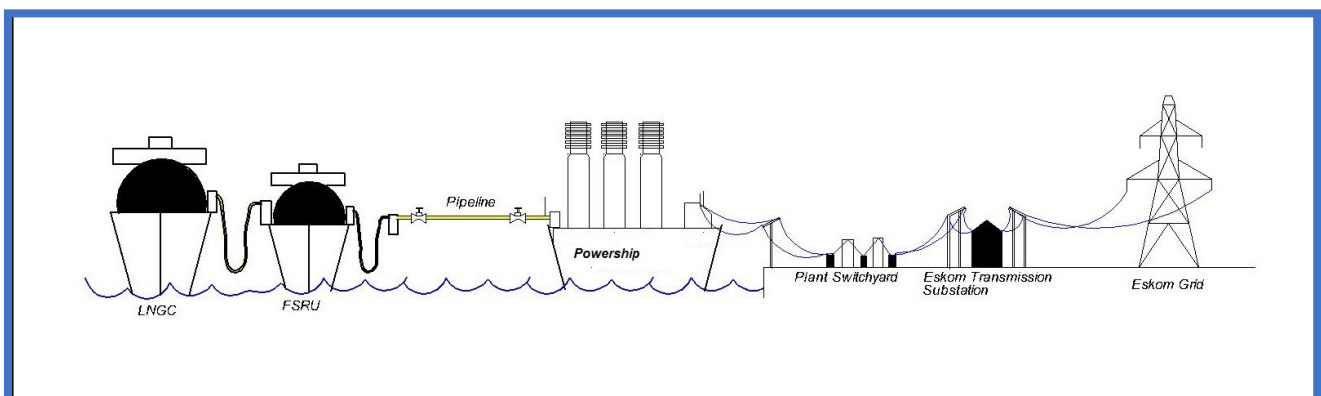 Pipeline
Powership
Plant Switchyard
Eskom Transmission
Substation
Eskom Grid
LNGC
FSRU